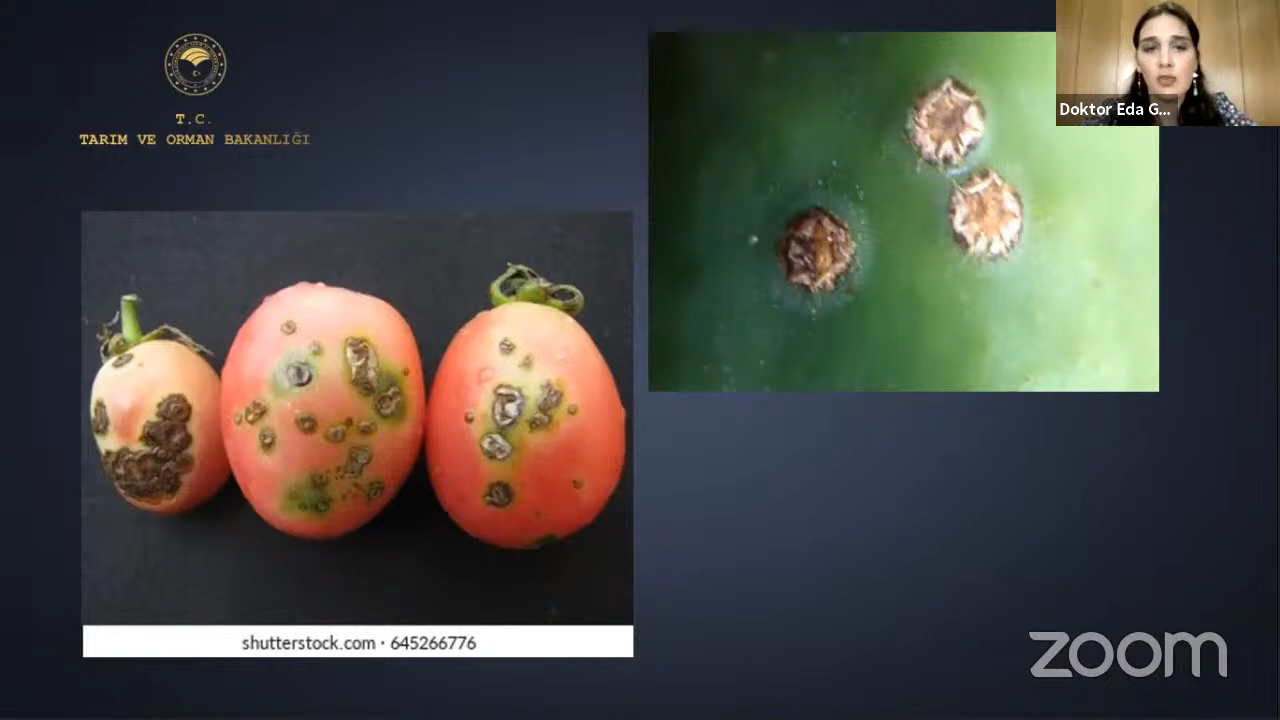 T.C.
TARIM VE ORMAN BAKANLIĞI
Doktor Eda G...
shutterstock.com · 645266776
zoom